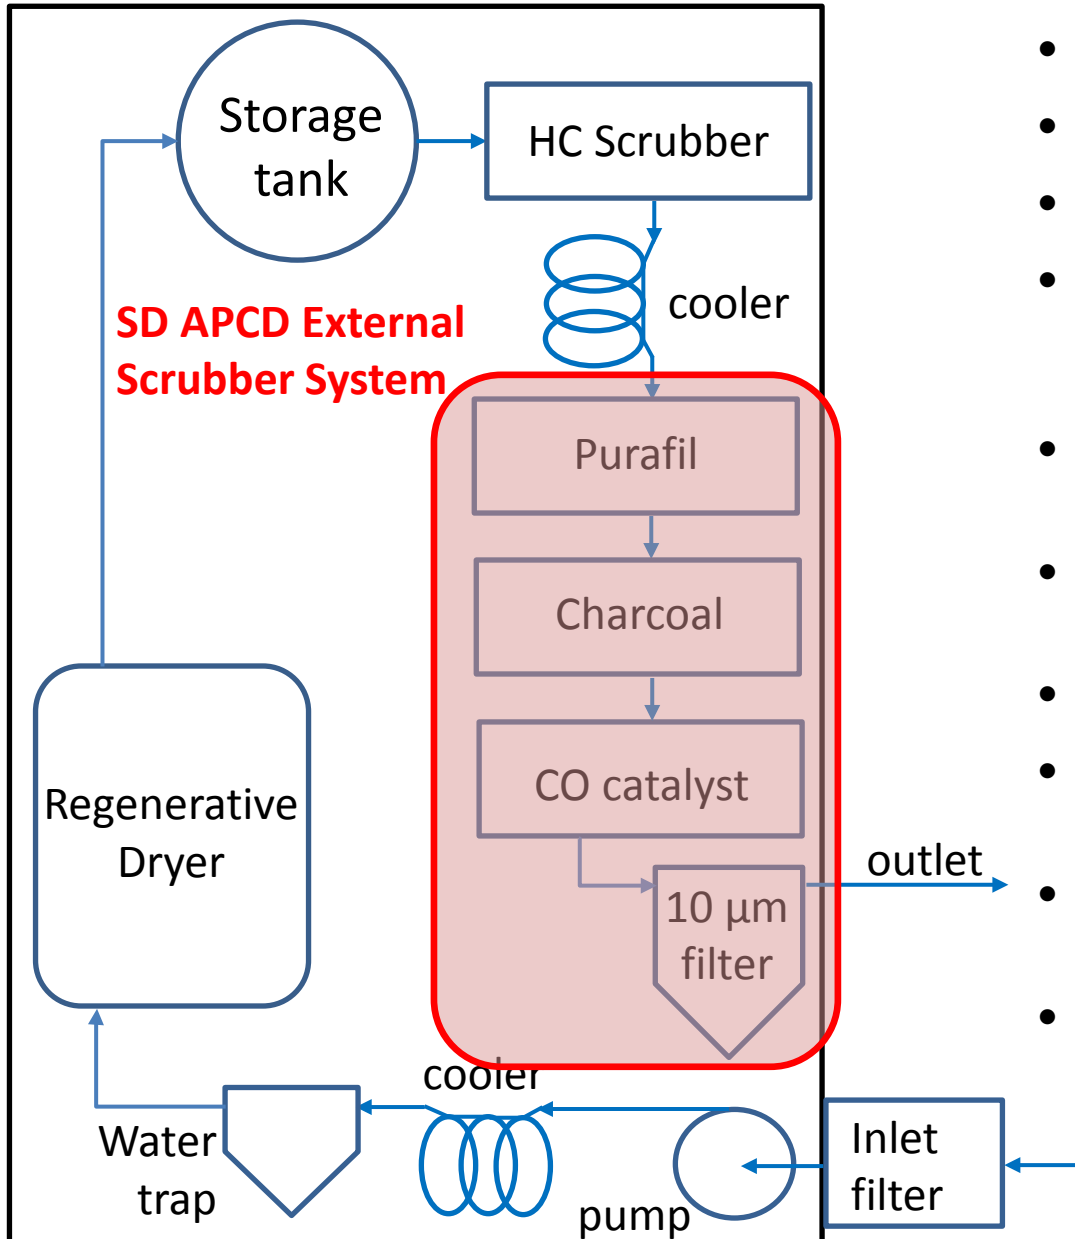 Storage
tank
HC Scrubber
cooler
SD APCD External
Scrubber System
Purafil
Charcoal
CO catalyst
Regenerative
Dryer
outlet
10 µm
filter
cooler
Water
trap
pump
Inlet
filter